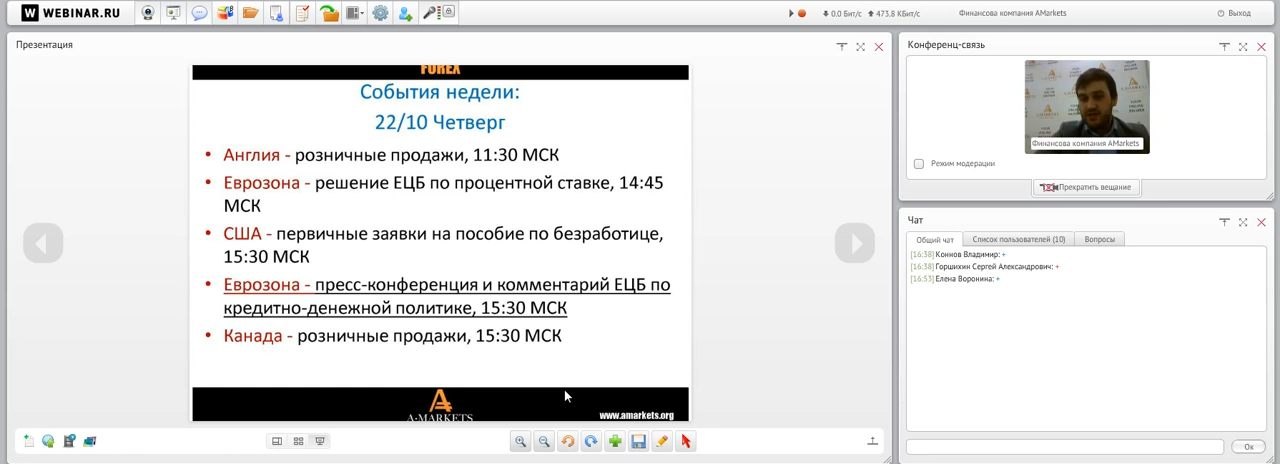 WEBINAR.RU
0.0 Бит/с
473,8 КБит/с
Финансова компания AMarkets
Выход
Презентация
FOREX
События недели:
22/10 Четверг
• Англия - розничные продажи, 11:30 МСК
• Еврозона - решение ЕЦБ по процентной ставке, 14:45
МСК
• США - первичные заявки на пособие по безработице,
15:30 МСК
• Еврозона - пресс-конференция и комментарий ЕЦБ по
кредитно-денежной политике, 15:30 МСК
• Канада - розничные продажи, 15:30 МСК
A-MARKETS
www.amarkets.org
Конференц-связь
Финансова компания AMarkets
Режим модерации
Прекратить вещание
Чат
Общий чат
Список пользователей (10)
Вопросы
[16:38] Коннов Владимир: +
[16:38] Горшихин Сергей Александрович: +
[16:53] Елена Воронина: +
Ок